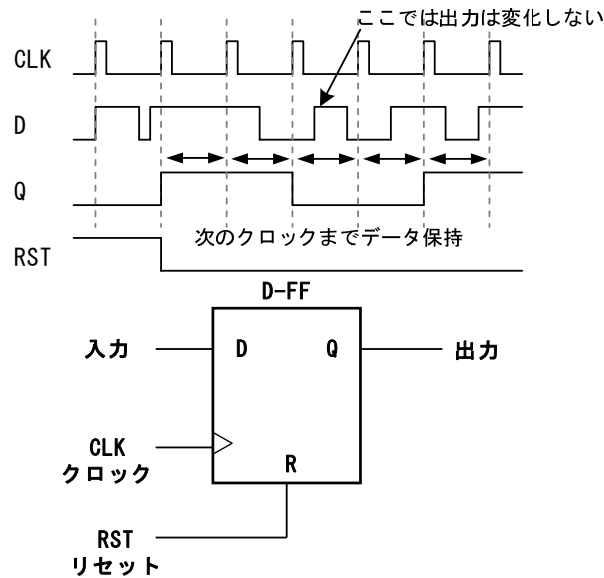 ここでは出力は変化しない
CLK
D
Q
次のクロックまでデータ保持
RST
D-FF
入力
D
Q
出力
CLK
クロック
R
RST
リセット